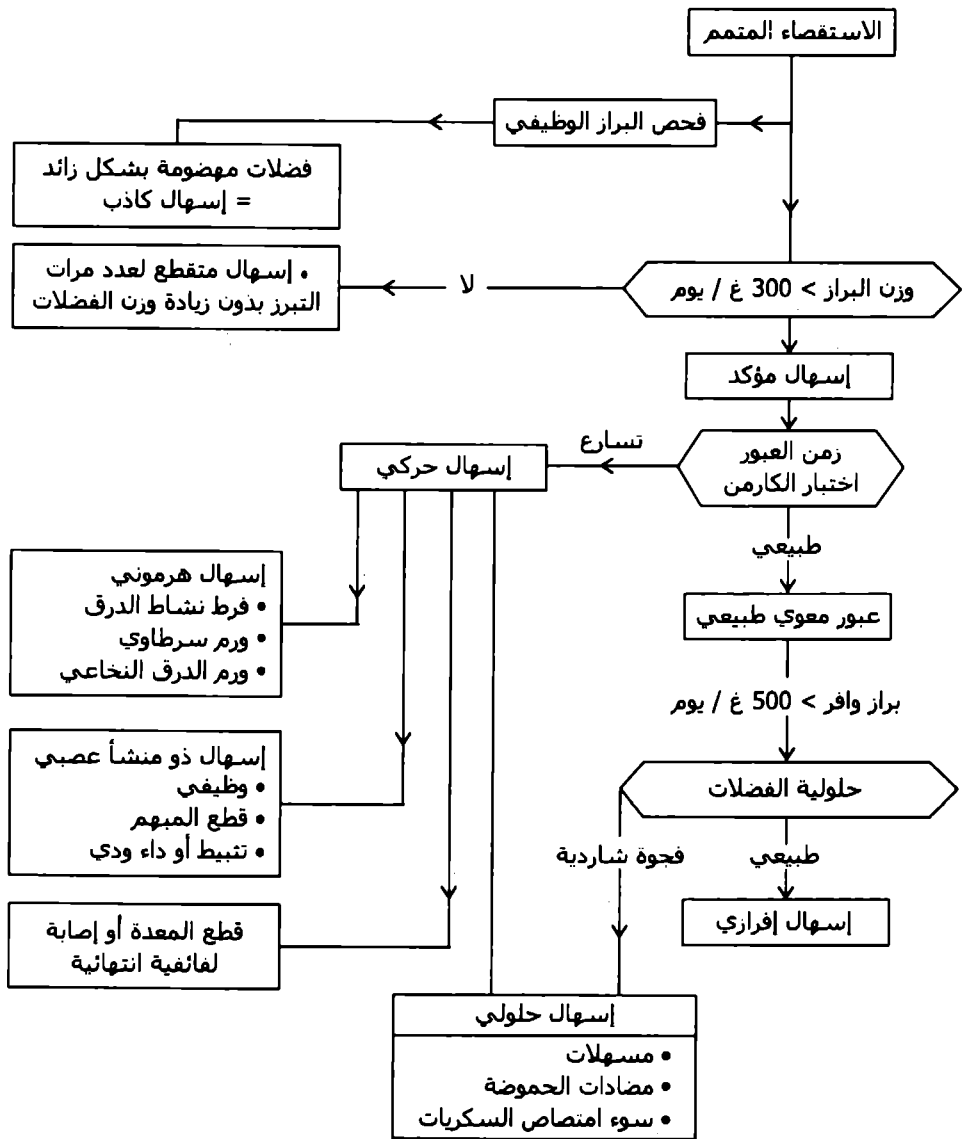 الاستقصاء المتمم
فحص البراز الوظيفي
فضلات مهضومة بشكل زائد
= إسهال كاذب
وزن البراز > 300 غ / يوم
لا
• إسهال متقطع لعدد مرات
التبرز بدون زيادة وزن الفضلات
إسهال مؤكد
زمن العبور
اختبار الكارمن
تسارع
إسهال حركي
طبيعي
إسهال هرموني
• فرط نشاط الدرق
• ورم سرطاوي
• ورم الدرق النخاعي
عبور معوي طبيعي
براز وافر > 500 غ / يوم
إسهال ذو منشأ عصبي
• وظيفي
• قطع المبهم
• تثبيط أو داء ودي
حلولية الفضلات
فجوة شاردية
طبيعي
إسهال إفرازي
قطع المعدة أو إصابة
لفائفية انتهائية
إسهال حلولي
• مسهلات
• مضادات الحموضة
• سوء امتصاص السكريات